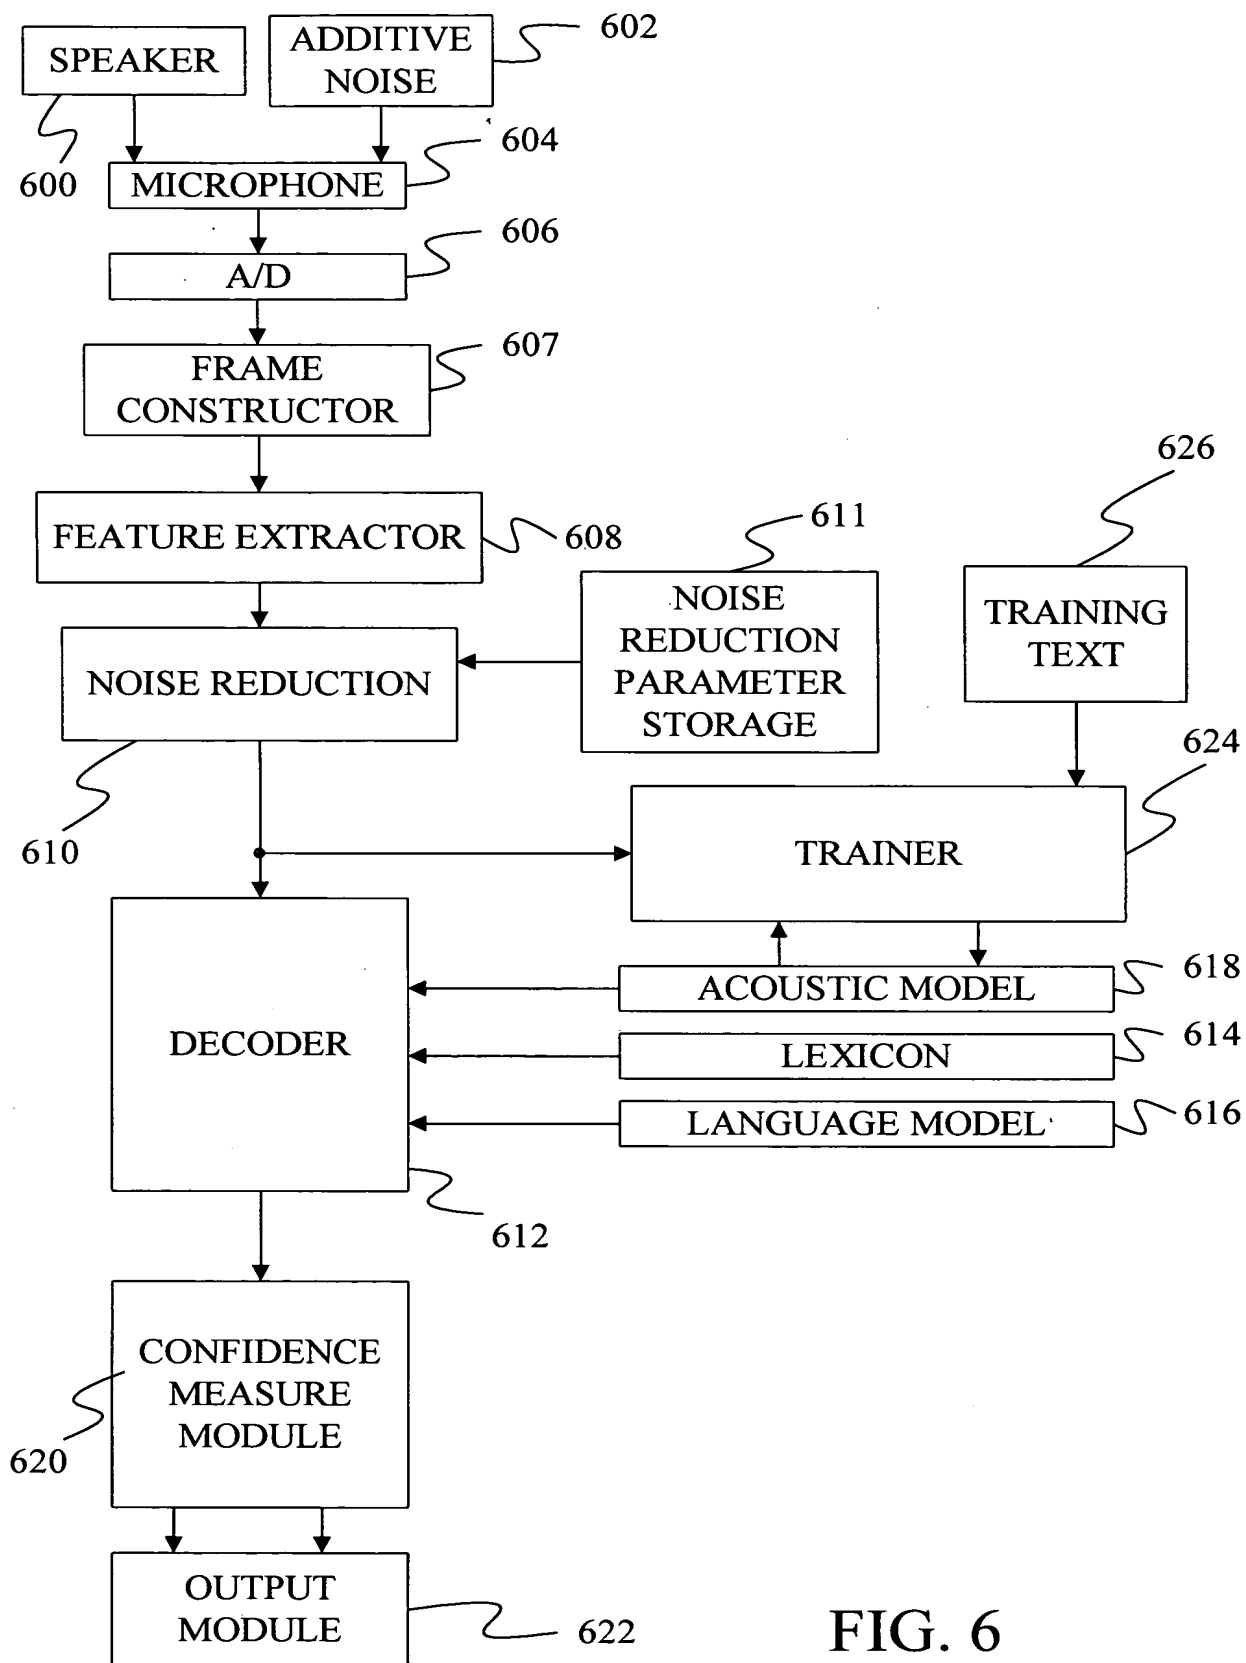 SPEAKER
ADDITIVE
NOISE
602
600
MICROPHONE
604
A/D
606
FRAME
CONSTRUCTOR
607
FEATURE EXTRACTOR
608
NOISE REDUCTION
610
611
NOISE
REDUCTION
PARAMETER
STORAGE
626
TRAINING
TEXT
624
TRAINER
DECODER
612
ACOUSTIC MODEL
618
LEXICON
614
LANGUAGE MODEL
616
CONFIDENCE
MEASURE
MODULE
620
OUTPUT
MODULE
622
FIG. 6